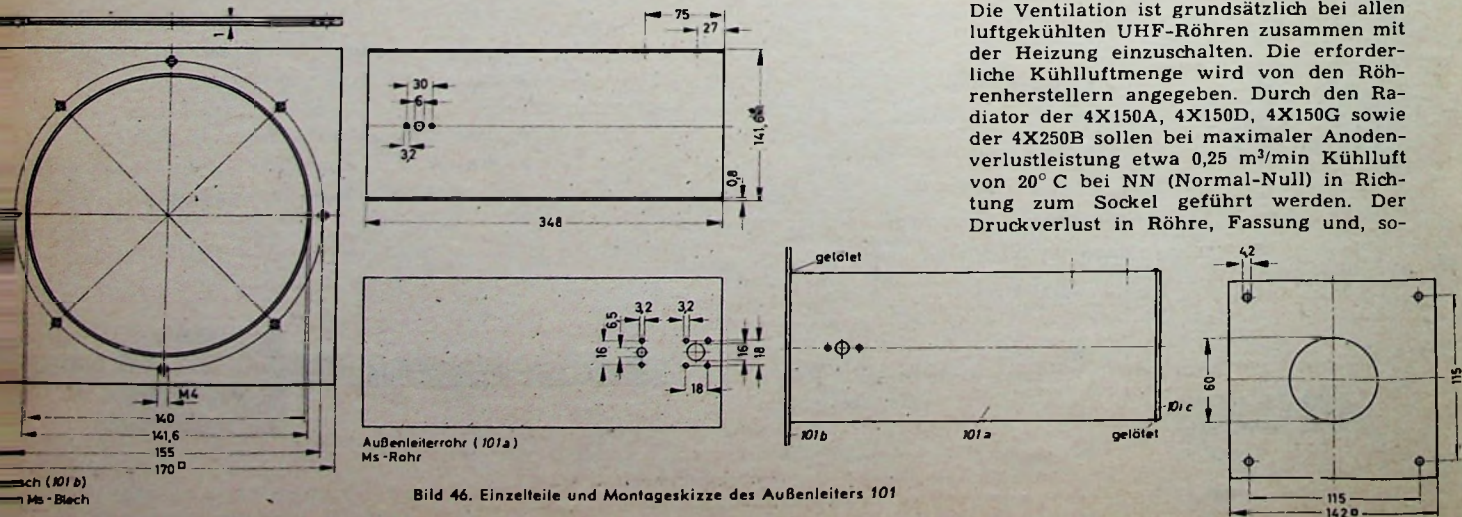 Die Ventilation ist grundsätzlich bei allen
luftgekühlten UHF-Röhren zusammen mit
der Heizung einzuschalten. Die erforder-
liche Kühlluftmenge wird von den Röh-
renherstellern angegeben. Durch den Ra-
diator der 4X150A, 4X150D, 4X150G sowie
der 4X250B sollen bei maximaler Anoden-
verlustleistung etwa 0,25 m³/min Kühlluft
von 20° C bei NN (Normal-Null) in Rich-
tung zum Sockel geführt werden. Der
Druckverlust in Röhre, Fassung und, so-
1
M4
140
141,6
155
170 □
ch (101 b)
Ms - Blech
75
27
30
6
3,2
141,6
0,8
348
3,2
3,2
6,5
16
16
18
18
Außenleiterrohr (101a)
Ms - Rohr
gelötet
101b
101a
gelötet
101c
4,2
60
115
115
142 □
Bild 46. Einzelteile und Montageskizze des Außenleiters 101